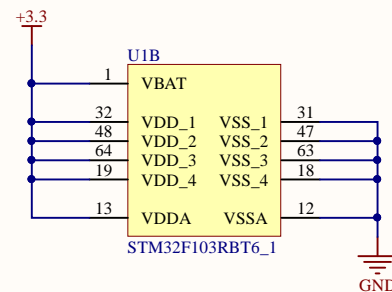 +3.3
U1B
1 VBAT
32 VDD_1 VSS_1 31
48 VDD_2 VSS_2 47
64 VDD_3 VSS_3 63
19 VDD_4 VSS_4 18
13 VDDA VSSA 12
STM32F103RBT6_1
GND